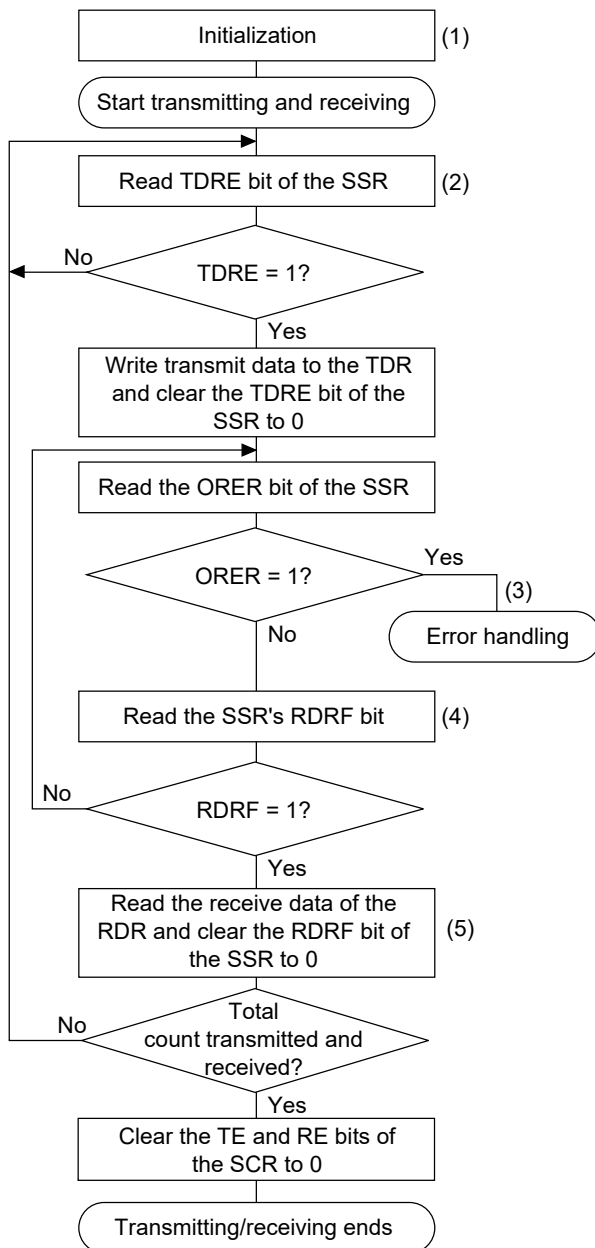 Initialization
(1)
Start transmitting and receiving
Read TDRE bit of the SSR
(2)
No
TDRE = 1?
Yes
Write transmit data to the TDR
and clear the TDRE bit of the
SSR to 0
Read the ORER bit of the SSR
Yes
ORER = 1?
(3)
No
Error handling
Read the SSR's RDRF bit
(4)
No
RDRF = 1?
Yes
Read the receive data of the
RDR and clear the RDRF bit of
the SSR to 0
(5)
No
Total
count transmitted and
received?
Yes
Clear the TE and RE bits of
the SCR to 0
Transmitting/receiving ends